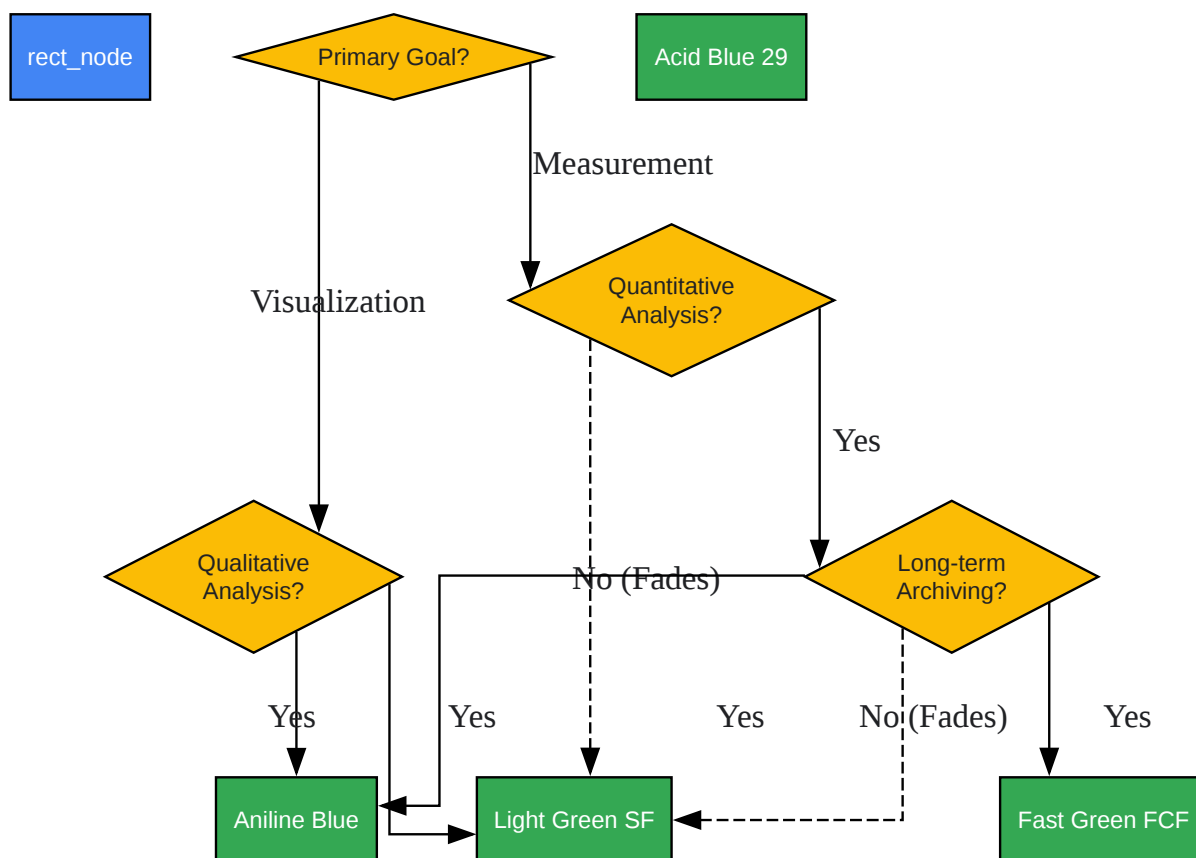 rect_node
Primary Goal?
Acid Blue 29
Measurement
Visualization
Quantitative
Analysis?
Yes
Qualitative
Analysis?
No (Fades)
Long-term
Archiving?
Yes
Yes
Yes
No (Fades)
Yes
Aniline Blue
Light Green SF
Fast Green FCF